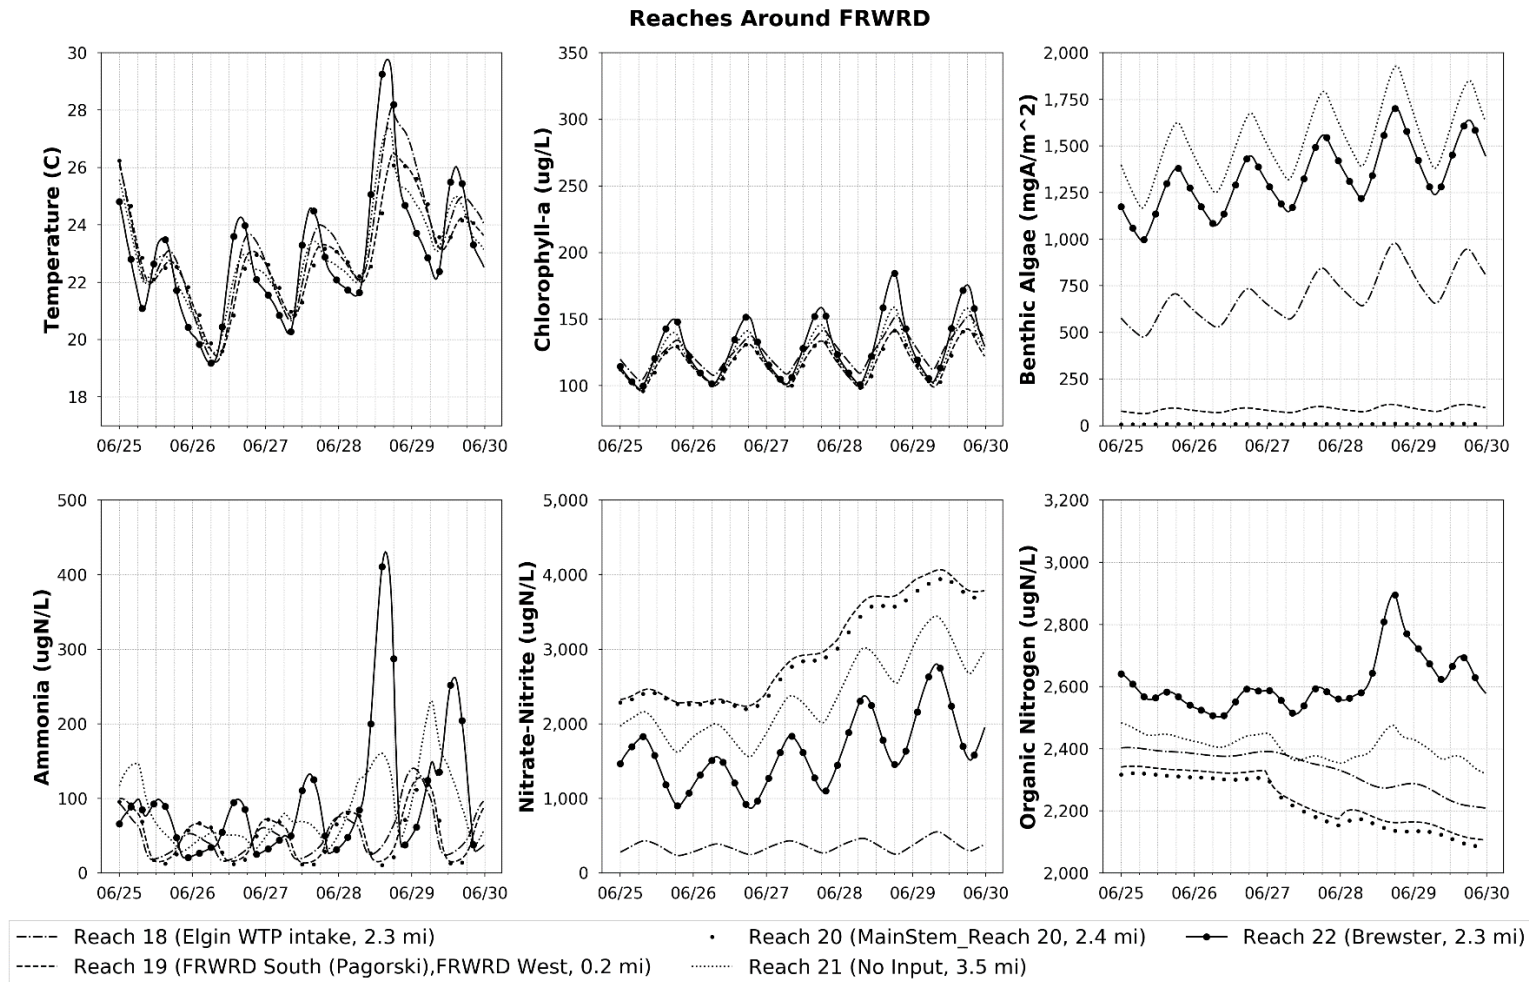 Reaches Around FRWRD
Temperature (C)
30
28
26
24
22
20
18
06/25 06/26 06/27 06/28 06/29 06/30
Chlorophyll-a (ug/L)
350
300
250
200
150
100
06/25 06/26 06/27 06/28 06/29 06/30
Benthic Algae (mgA/m^2)
2,000
1,750
1,500
1,250
1,000
750
500
250
0
06/25 06/26 06/27 06/28 06/29 06/30
Ammonia (ugN/L)
500
400
300
200
100
0
06/25 06/26 06/27 06/28 06/29 06/30
Nitrate-Nitrite (ugN/L)
5,000
4,000
3,000
2,000
1,000
0
06/25 06/26 06/27 06/28 06/29 06/30
Organic Nitrogen (ugN/L)
3,200
3,000
2,800
2,600
2,400
2,200
2,000
06/25 06/26 06/27 06/28 06/29 06/30
Reach 18 (Elgin WTP intake, 2.3 mi)
Reach 19 (FRWRD South (Pagorski),FRWRD West, 0.2 mi)
Reach 20 (MainStem_Reach 20, 2.4 mi)
Reach 21 (No Input, 3.5 mi)
Reach 22 (Brewster, 2.3 mi)